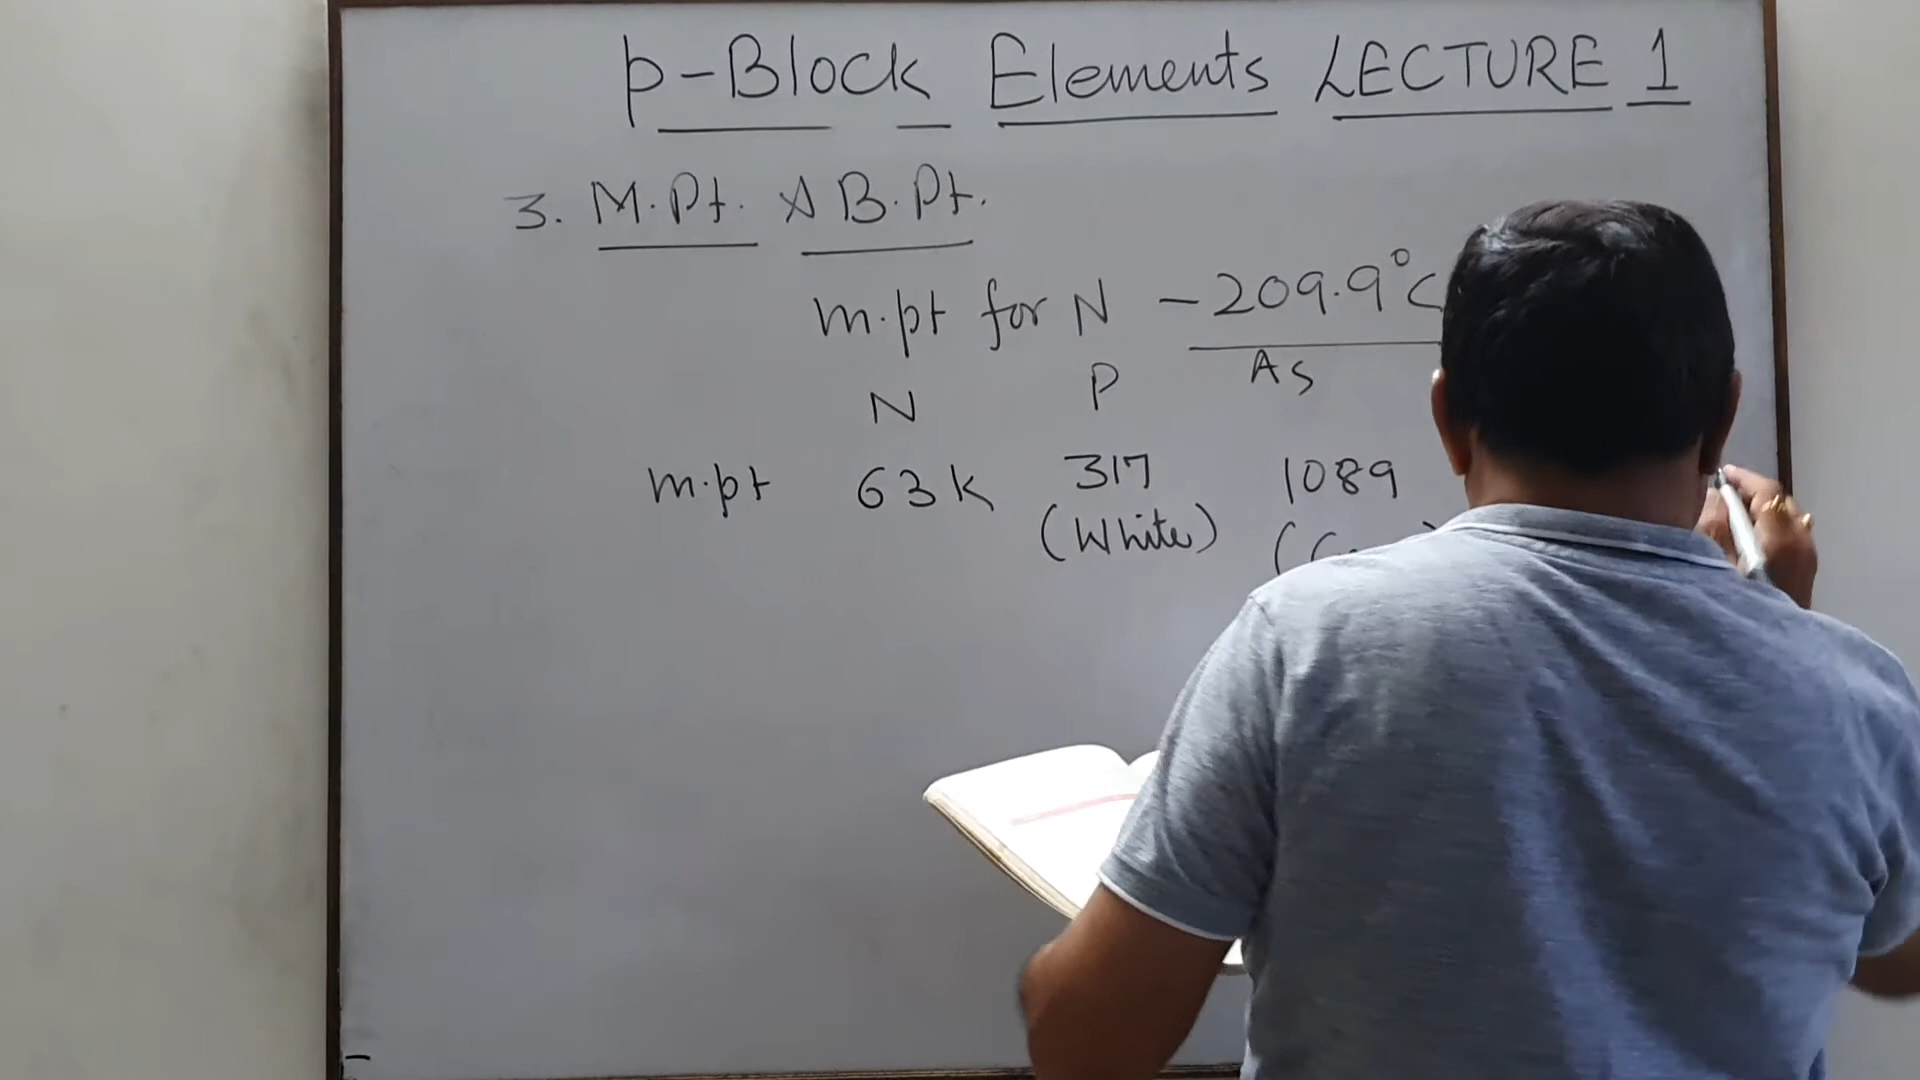 p-Block Elements LECTURE 1
3. M.Pt. & B.Pt.
m.pt for N -209.9°C
N P As
m.pt 63K 317 1089
(White)